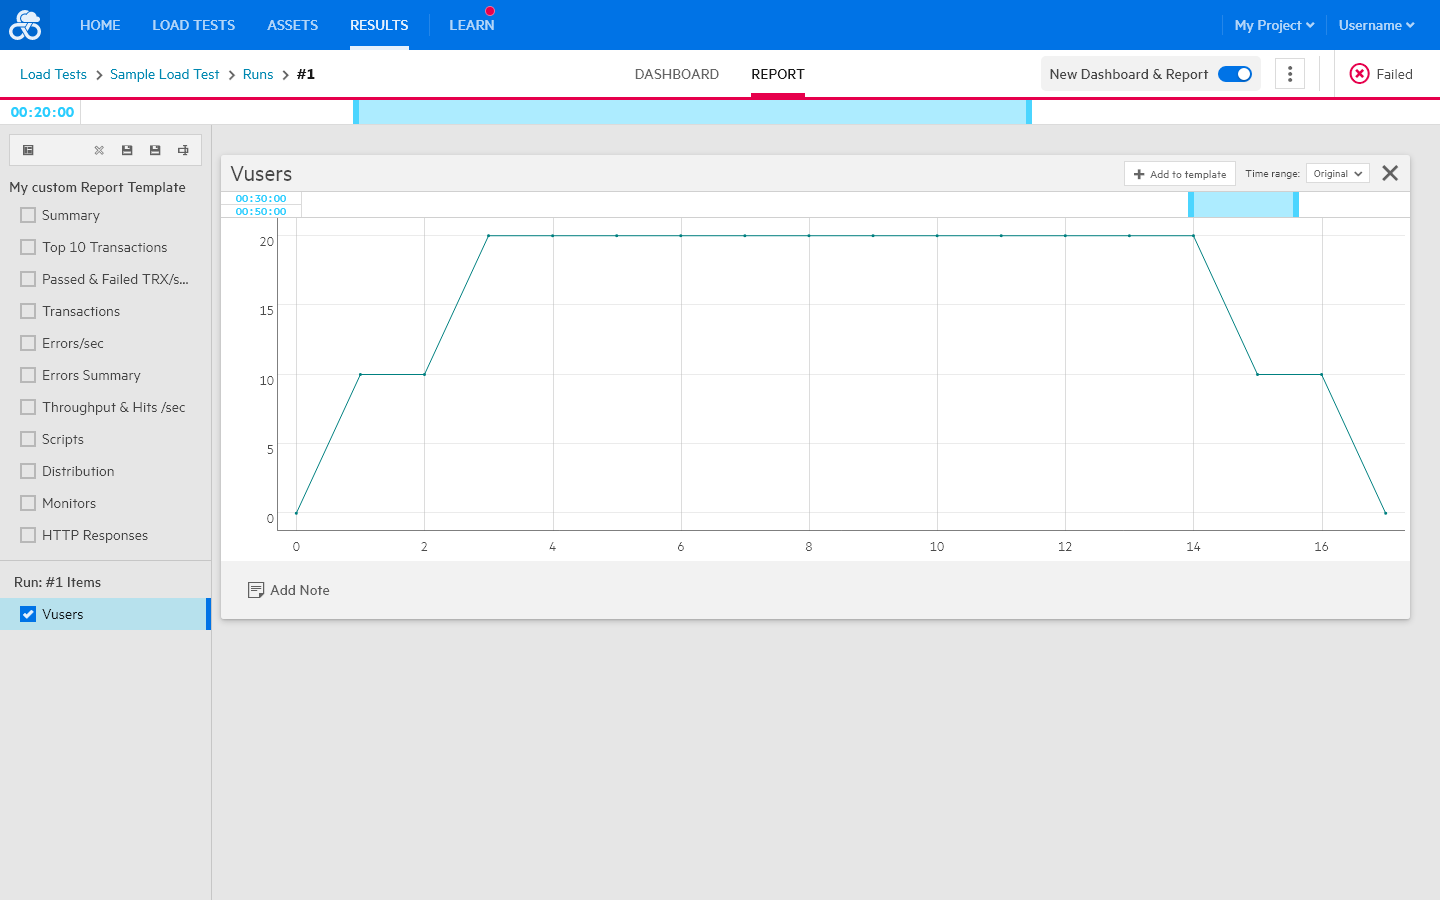 HOME LOAD TESTS ASSETS RESULTS LEARN My Project Username
Load Tests Sample Load Test Runs #1 DASHBOARD REPORT New Dashboard & Report Failed
00:20:00
My custom Report Template
Summary
Top 10 Transactions
Passed & Failed TRX/s...
Transactions
Errors/sec
Errors Summary
Throughput & Hits /sec
Scripts
Distribution
Monitors
HTTP Responses
Run: #1 Items
Vusers
Vusers Add to template Time range: Original
00:30:00
00:50:00
20
15
10
5
0
0 2 4 6 8 10 12 14 16
Add Note